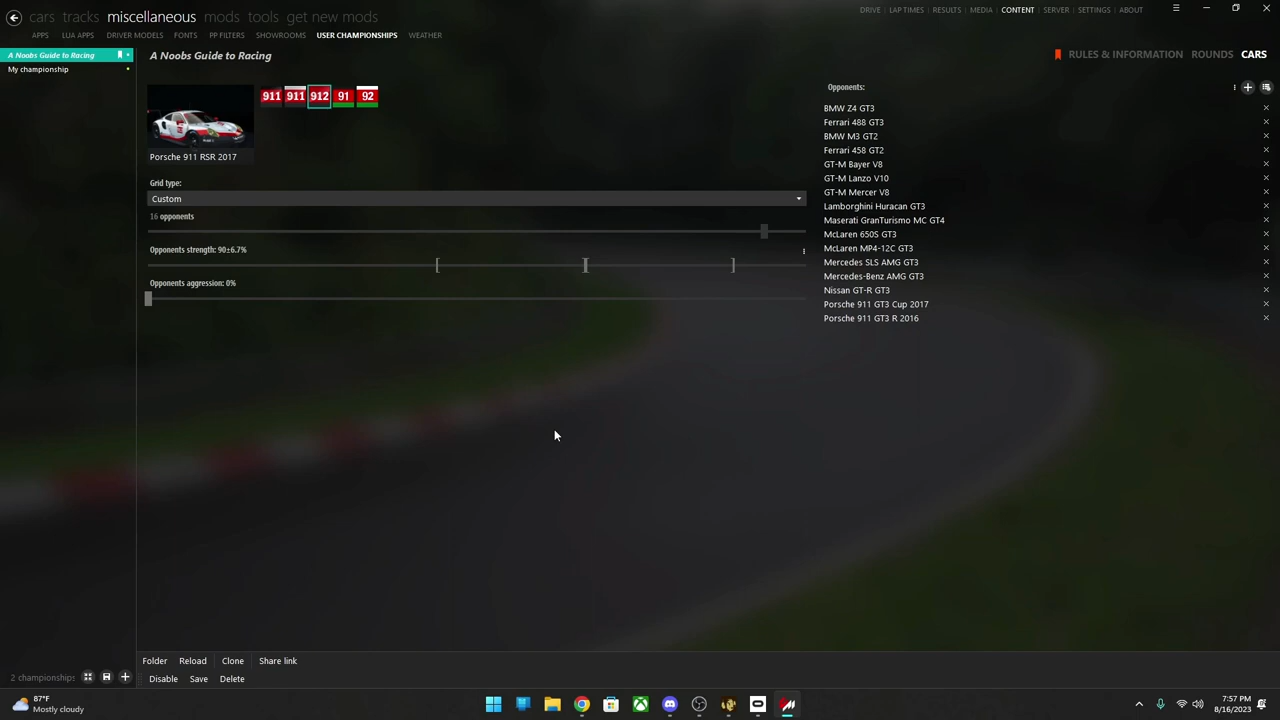 cars tracks miscellaneous mods tools get new mods
DRIVE LAP TIMES RESULTS MEDIA CONTENT SERVER SETTINGS ABOUT
APPS LUA APPS DRIVER MODELS FONTS PP FILTERS SHOWROOMS USER CHAMPIONSHIPS WEATHER
A Noobs Guide to Racing
My championship
A Noobs Guide to Racing
RULES & INFORMATION ROUNDS CARS
911 911 912 91 92
Porsche 911 RSR 2017
Grid type:
Custom
16 opponents
Opponents strength: 90±6.7%
Opponents aggression: 0%
Opponents:
BMW Z4 GT3
Ferrari 488 GT3
BMW M3 GT2
Ferrari 458 GT2
GT-M Bayer V8
GT-M Lanzo V10
GT-M Mercer V8
Lamborghini Huracan GT3
Maserati GranTurismo MC GT4
McLaren 650S GT3
McLaren MP4-12C GT3
Mercedes SLS AMG GT3
Mercedes-Benz AMG GT3
Nissan GT-R GT3
Porsche 911 GT3 Cup 2017
Porsche 911 GT3 R 2016
Folder Reload Clone Share link
2 championships
Disable Save Delete
87°F
Mostly cloudy
7:57 PM
8/16/2023